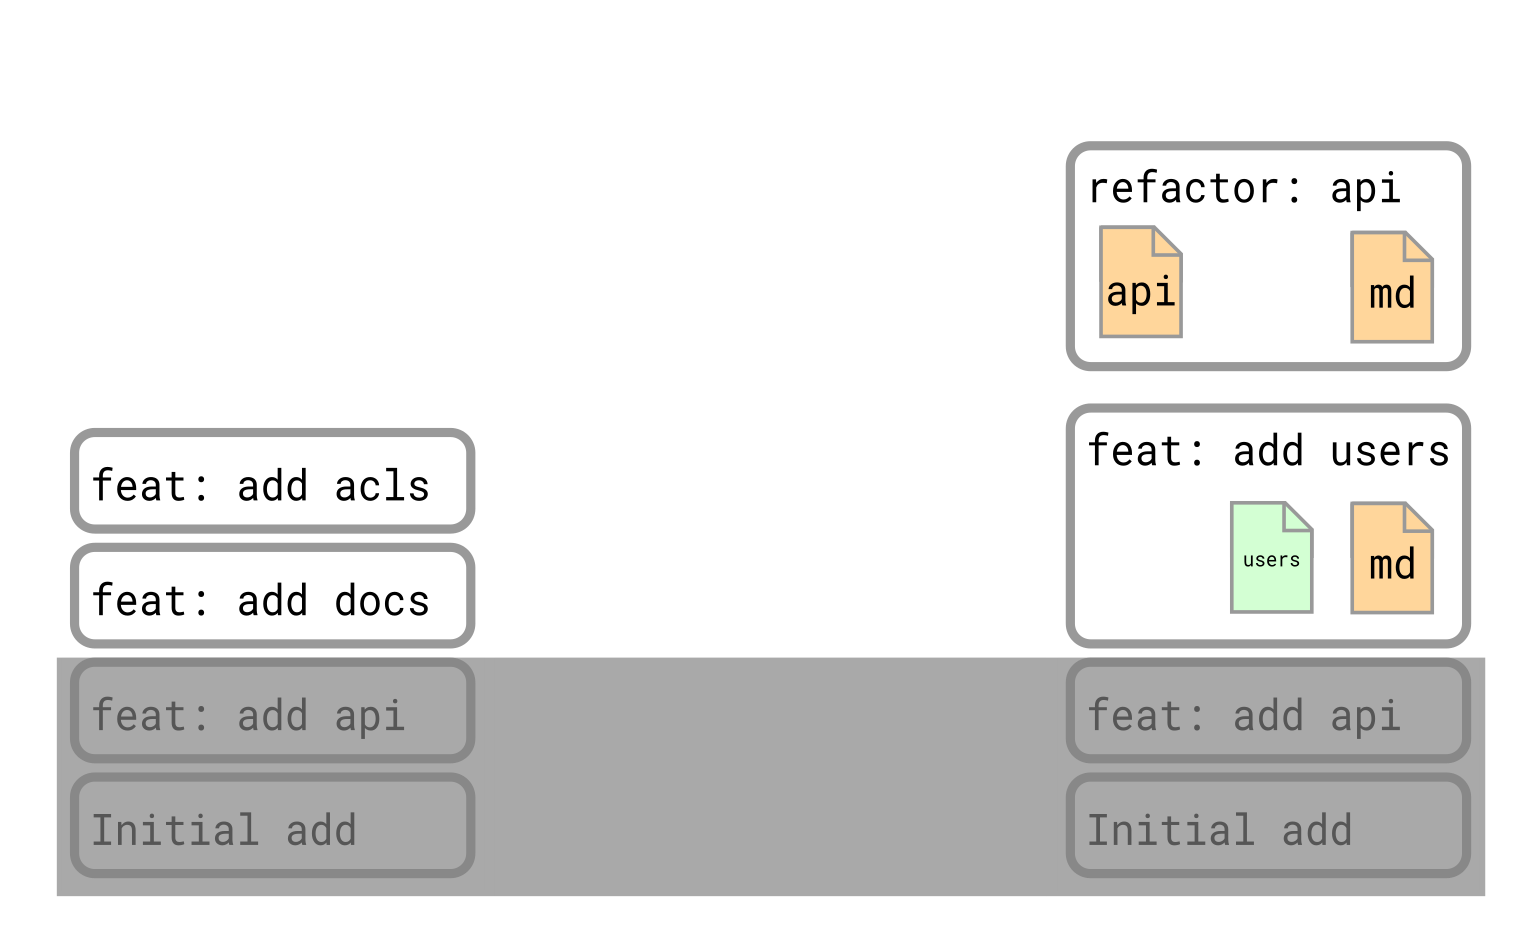 refactor: api
api
md
feat: add acls
feat: add docs
feat: add api
Initial add
feat: add users
users
md
feat: add api
Initial add